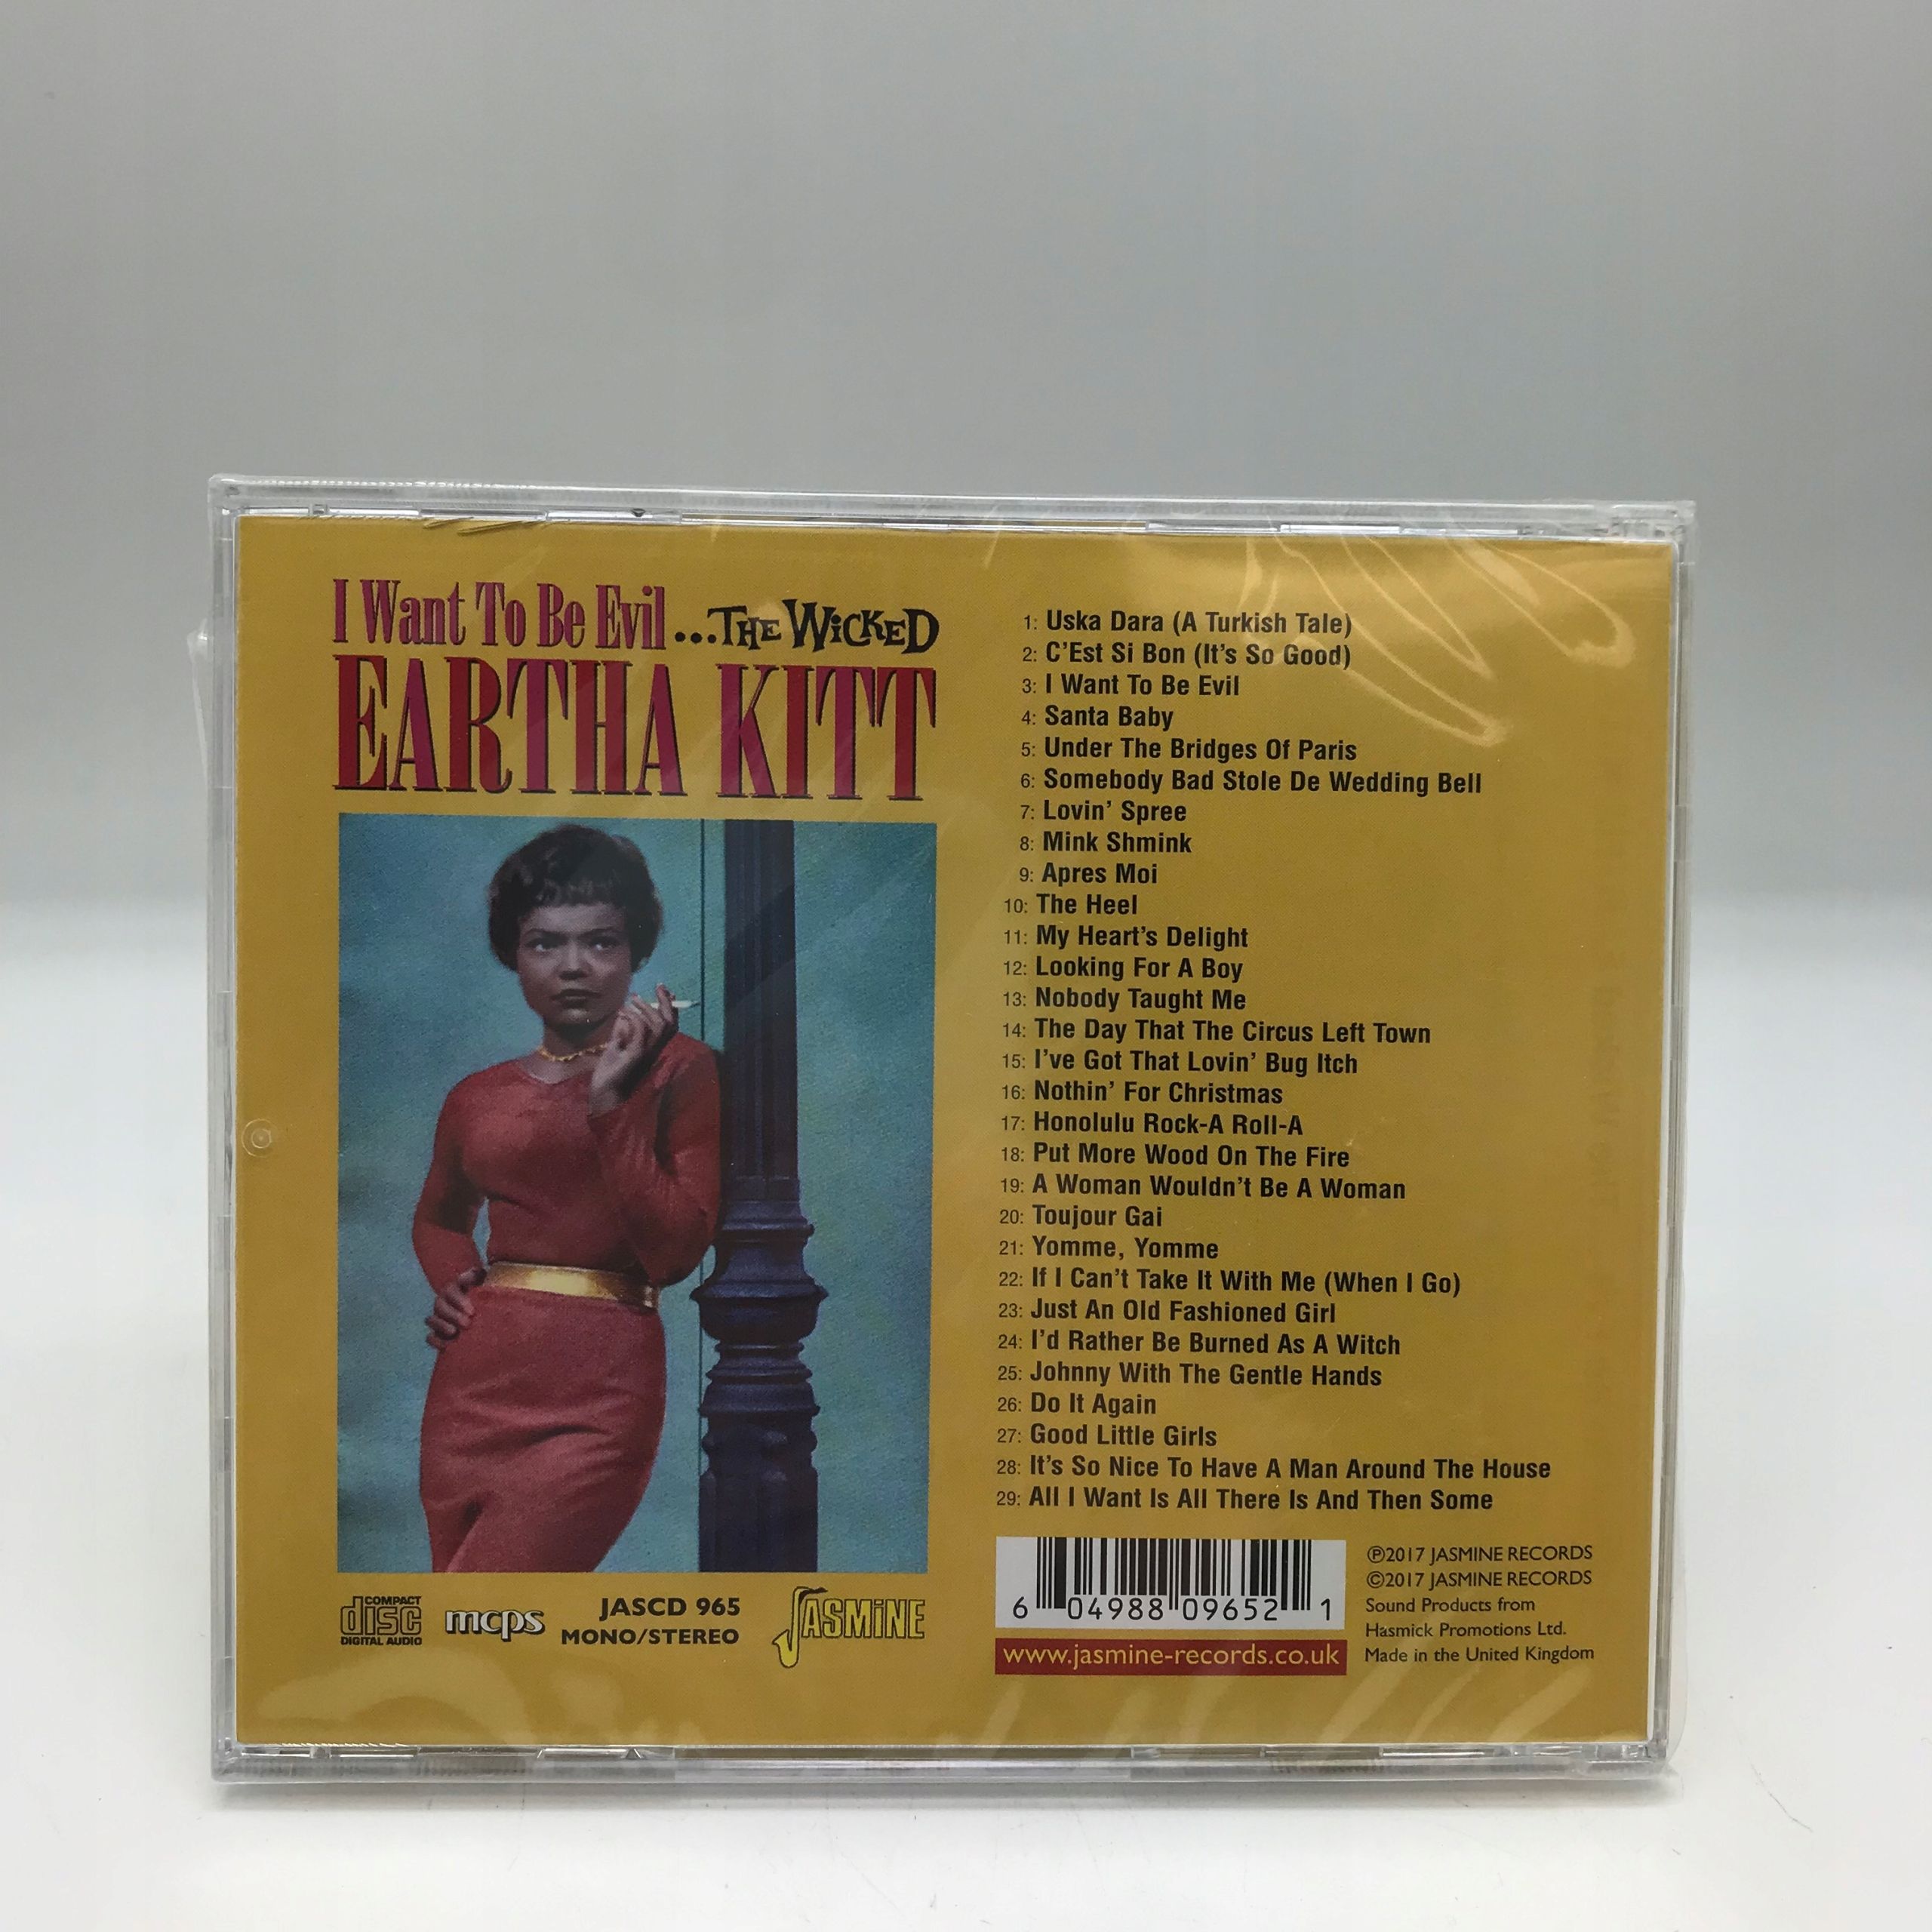 I Want To Be Evil ...THE WiCKED
EARTHA KITT
1: Uska Dara (A Turkish Tale)
2: C'Est Si Bon (It's So Good)
3: I Want To Be Evil
4: Santa Baby
5: Under The Bridges Of Paris
6: Somebody Bad Stole De Wedding Bell
7: Lovin' Spree
8: Mink Shmink
9: Apres Moi
10: The Heel
11: My Heart's Delight
12: Looking For A Boy
13: Nobody Taught Me
14: The Day That The Circus Left Town
15: I've Got That Lovin' Bug Itch
16: Nothin' For Christmas
17: Honolulu Rock-A Roll-A
18: Put More Wood On The Fire
19: A Woman Wouldn't Be A Woman
20: Toujour Gai
21: Yomme, Yomme
22: If I Can't Take It With Me (When I Go)
23: Just An Old Fashioned Girl
24: I'd Rather Be Burned As A Witch
25: Johnny With The Gentle Hands
26: Do It Again
27: Good Little Girls
28: It's So Nice To Have A Man Around The House
29: All I Want Is All There Is And Then Some
COMPACT
disc
DIGITAL AUDIO
mcps
JASCD 965
MONO/STEREO
JASMiNE
6 04988 09652 1
www.jasmine-records.co.uk
℗2017 JASMINE RECORDS
©2017 JASMINE RECORDS
Sound Products from
Hasmick Promotions Ltd.
Made in the United Kingdom